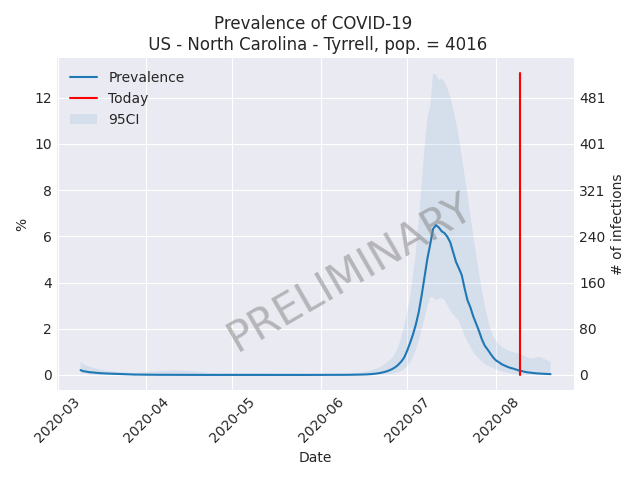 Prevalence of COVID-19
US - North Carolina - Tyrrell, pop. = 4016
Prevalence
Today
95CI
12
10
8
6
4
2
0
%
481
401
321
240
160
80
0
# of infections
PRELIMINARY
2020-03
2020-04
2020-05
2020-06
2020-07
2020-08
Date